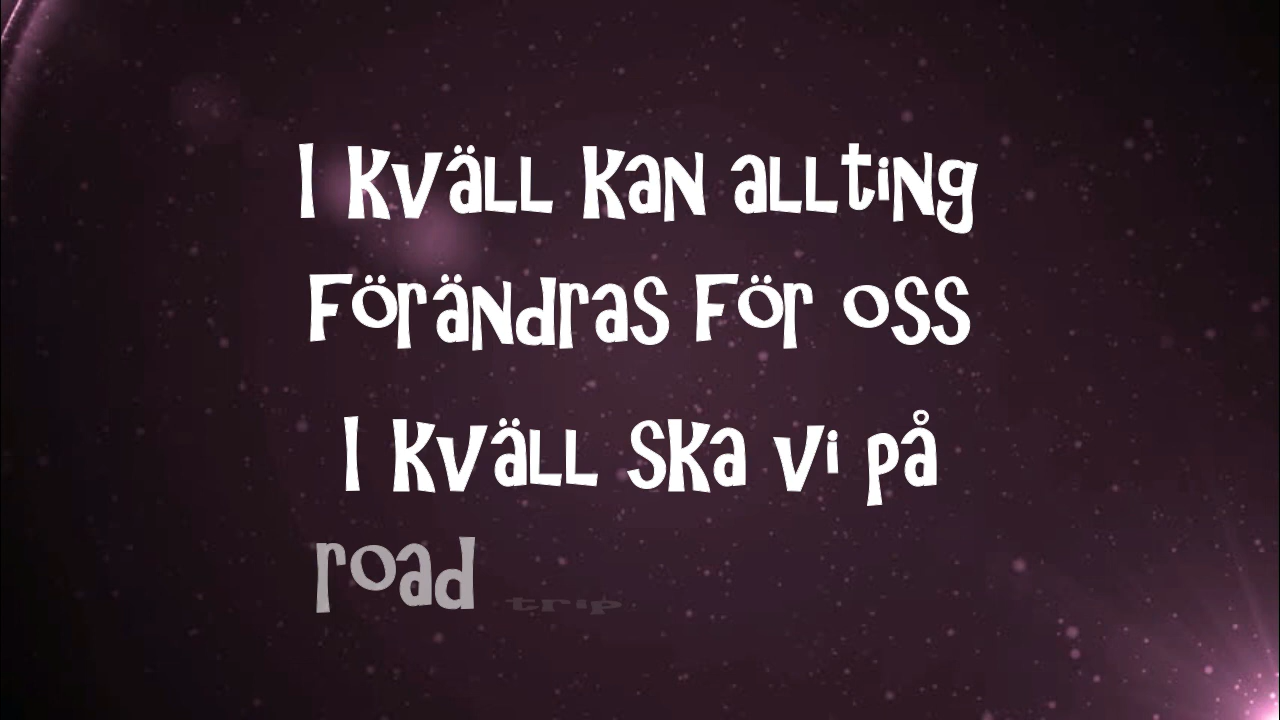 I kväll kan allting
förändras för oss
I kväll ska vi på
road trip